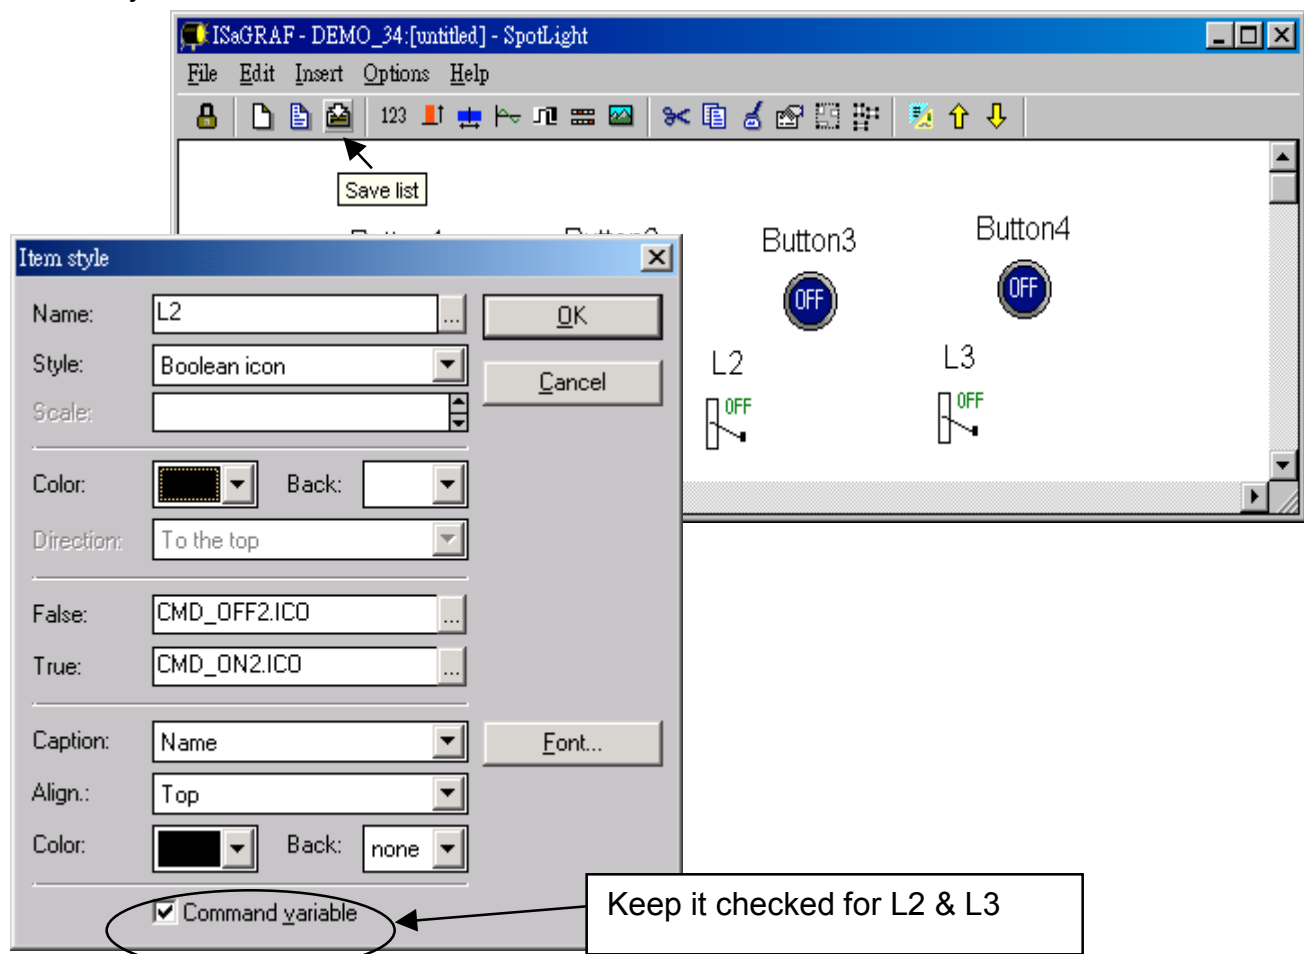 ISaGRAF - DEMO_34:[untitled] - SpotLight
File Edit Insert Options Help
123
Save list
Button3
Button4
OFF
OFF
L2
L3
OFF
OFF
Item style
Name: L2 ... OK
Style: Boolean icon
Cancel
Scale:
Color: Back:
Direction: To the top
False: CMD_OFF2.ICO ...
True: CMD_ON2.ICO ...
Caption: Name Font...
Align.: Top
Color: Back: none
Command variable
Keep it checked for L2 & L3